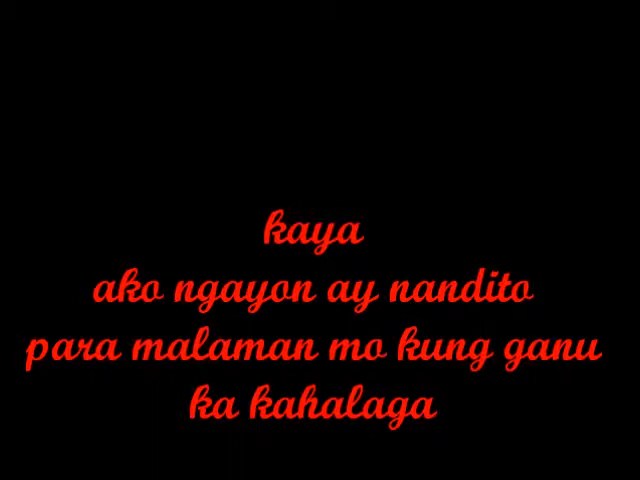 kaya
ako ngayon ay nandito
para malaman mo kung ganu
ka kahalaga